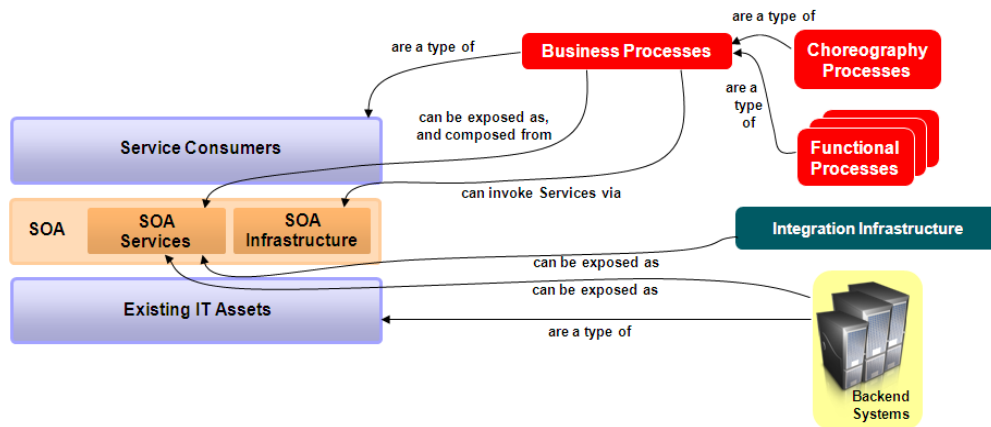 are a type of
Business Processes
are a type of
Choreography
Processes
are a
type
of
can be exposed as,
and composed from
Service Consumers
Functional
Processes
can invoke Services via
SOA
SOA
Services
SOA
Infrastructure
Integration Infrastructure
can be exposed as
can be exposed as
Existing IT Assets
are a type of
Backend
Systems